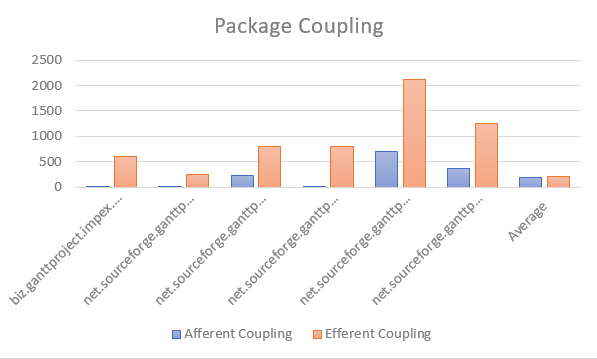 Package Coupling
2500
2000
1500
1000
500
0
biz.ganttproject.impex....
net.sourceforge.ganttp...
net.sourceforge.ganttp...
net.sourceforge.ganttp...
net.sourceforge.ganttp...
net.sourceforge.ganttp...
Average
Afferent Coupling
Efferent Coupling